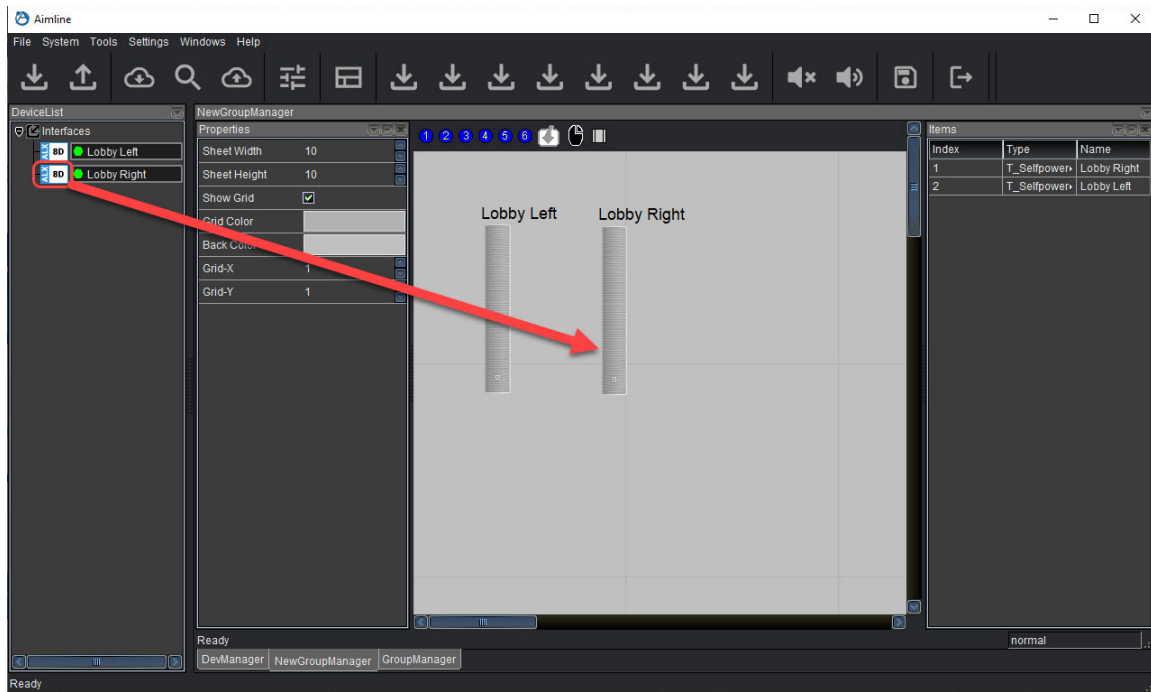 Aimline
File System Tools Settings Windows Help
DeviceList
NewGroupManager
Interfaces
ALX 8D Lobby Left
ALX 8D Lobby Right
Properties
Sheet Width 10
Sheet Height 10
Show Grid
Grid Color
Back Color
Grid-X 1
Grid-Y 1
1 2 3 4 5 6
Lobby Left Lobby Right
Items
Index Type Name
1 T_Selfpower Lobby Right
2 T_Selfpower Lobby Left
Ready
normal
DevManager NewGroupManager GroupManager
Ready